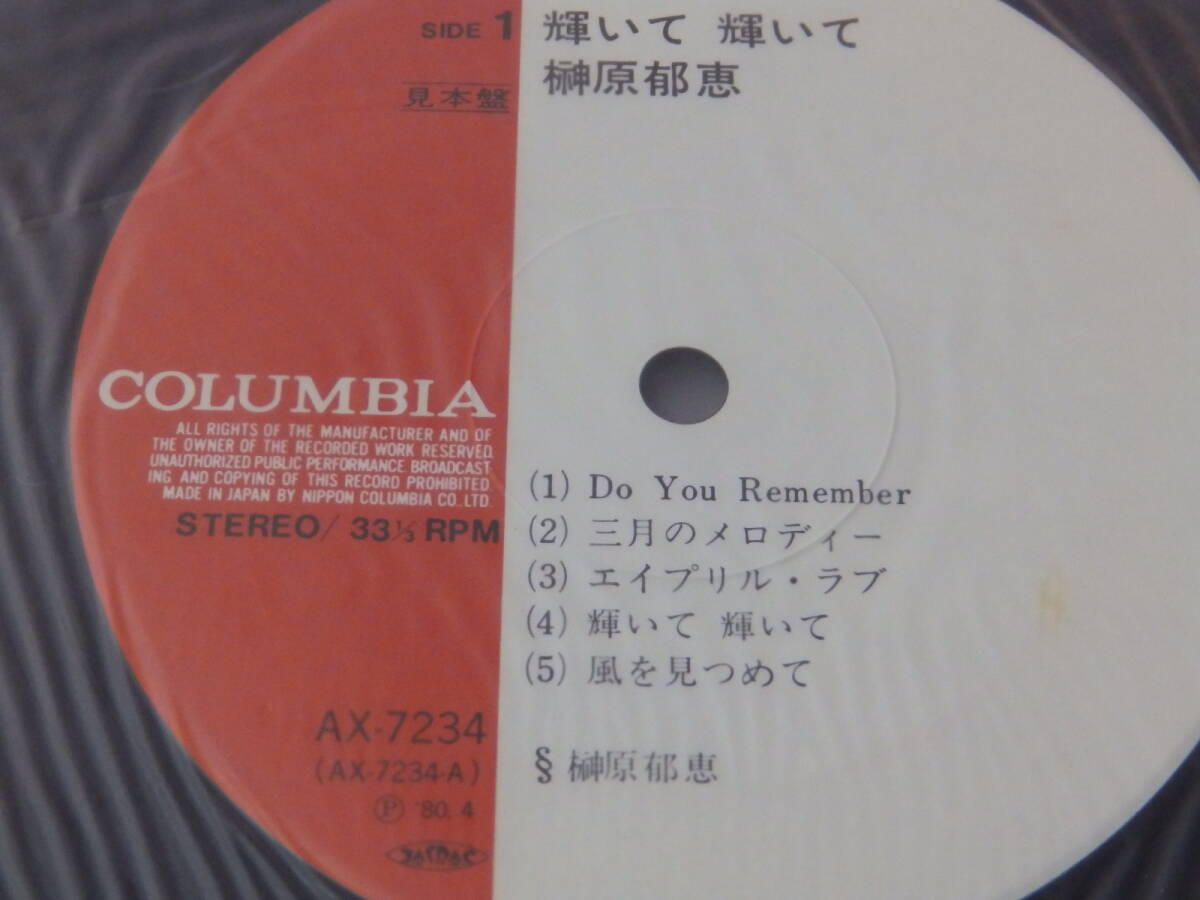 SIDE 1
見本盤
輝いて 輝いて
榊原郁恵
COLUMBIA
ALL RIGHTS OF THE MANUFACTURER AND OF
THE OWNER OF THE RECORDED WORK RESERVED.
UNAUTHORIZED PUBLIC PERFORMANCE BROADCAST
ING AND COPYING OF THIS RECORD PROHIBITED
MADE IN JAPAN BY NIPPON COLUMBIA CO., LTD.
STEREO/ 33⅓ RPM
(1) Do You Remember
(2) 三月のメロディー
(3) エイプリル・ラブ
(4) 輝いて 輝いて
(5) 風を見つめて
§ 榊原郁恵
AX-7234
(AX-7234-A)
Ⓟ '80. 4